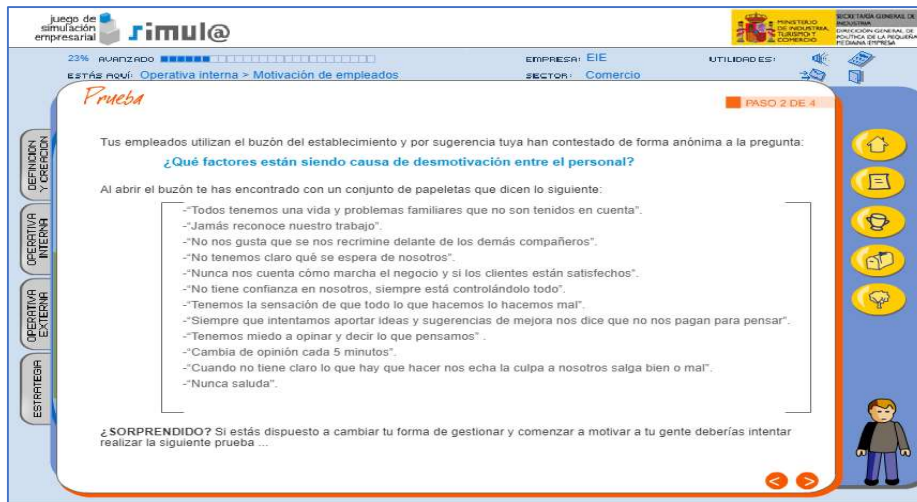 juego de
simulación
empresarial
simul@
MINISTERIO
DE INDUSTRIA,
TURISMO Y
COMERCIO
SECRETARÍA GENERAL DE
INDUSTRIA
DIRECCIÓN GENERAL DE
POLÍTICA DE LA PEQUEÑA
Y MEDIANA EMPRESA
23% AVANZADO
EMPRESA: EIE
UTILIDADES:
ESTÁS AQUÍ: Operativa interna > Motivación de empleados
SECTOR: Comercio
Prueba
PASO 2 DE 4
DEFINICION
Y CREACION
OPERATIVA
INTERNA
OPERATIVA
EXTERNA
ESTRATEGIA
Tus empleados utilizan el buzón del establecimiento y por sugerencia tuya han contestado de forma anónima a la pregunta:
¿Qué factores están siendo causa de desmotivación entre el personal?
Al abrir el buzón te has encontrado con un conjunto de papeletas que dicen lo siguiente:
-“Todos tenemos una vida y problemas familiares que no son tenidos en cuenta”.
-“Jamás reconoce nuestro trabajo”.
-“No nos gusta que se nos recrimine delante de los demás compañeros”.
-“No tenemos claro qué se espera de nosotros”.
-“Nunca nos cuenta cómo marcha el negocio y si los clientes están satisfechos”.
-“No tiene confianza en nosotros, siempre está controlándolo todo”.
-“Tenemos la sensación de que todo lo que hacemos lo hacemos mal”.
-“Siempre que intentamos aportar ideas y sugerencias de mejora nos dice que no nos pagan para pensar”.
-“Tenemos miedo a opinar y decir lo que pensamos” .
-“Cambia de opinión cada 5 minutos”.
-“Cuando no tiene claro lo que hay que hacer nos echa la culpa a nosotros salga bien o mal”.
-“Nunca saluda”.
¿SORPRENDIDO? Si estás dispuesto a cambiar tu forma de gestionar y comenzar a motivar a tu gente deberías intentar
realizar la siguiente prueba ...